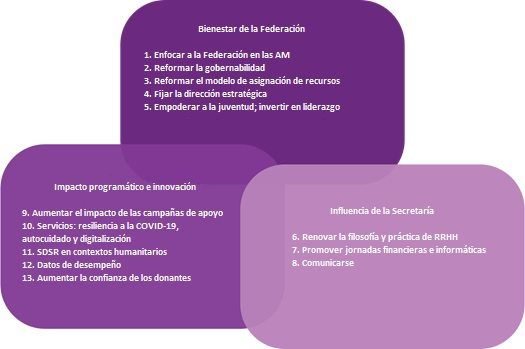 Bienestar de la Federación
1. Enfocar a la Federación en las AM
2. Reformar la gobernabilidad
3. Reformar el modelo de asignación de recursos
4. Fijar la dirección estratégica
5. Empoderar a la juventud; invertir en liderazgo
Impacto programático e innovación
9. Aumentar el impacto de las campañas de apoyo
10. Servicios: resiliencia a la COVID-19,
autocuidado y digitalización
11. SDSR en contextos humanitarios
12. Datos de desempeño
13. Aumentar la confianza de los donantes
Influencia de la Secretaría
6. Renovar la filosofía y práctica de RRHH
7. Promover jornadas financieras e informáticas
8. Comunicarse